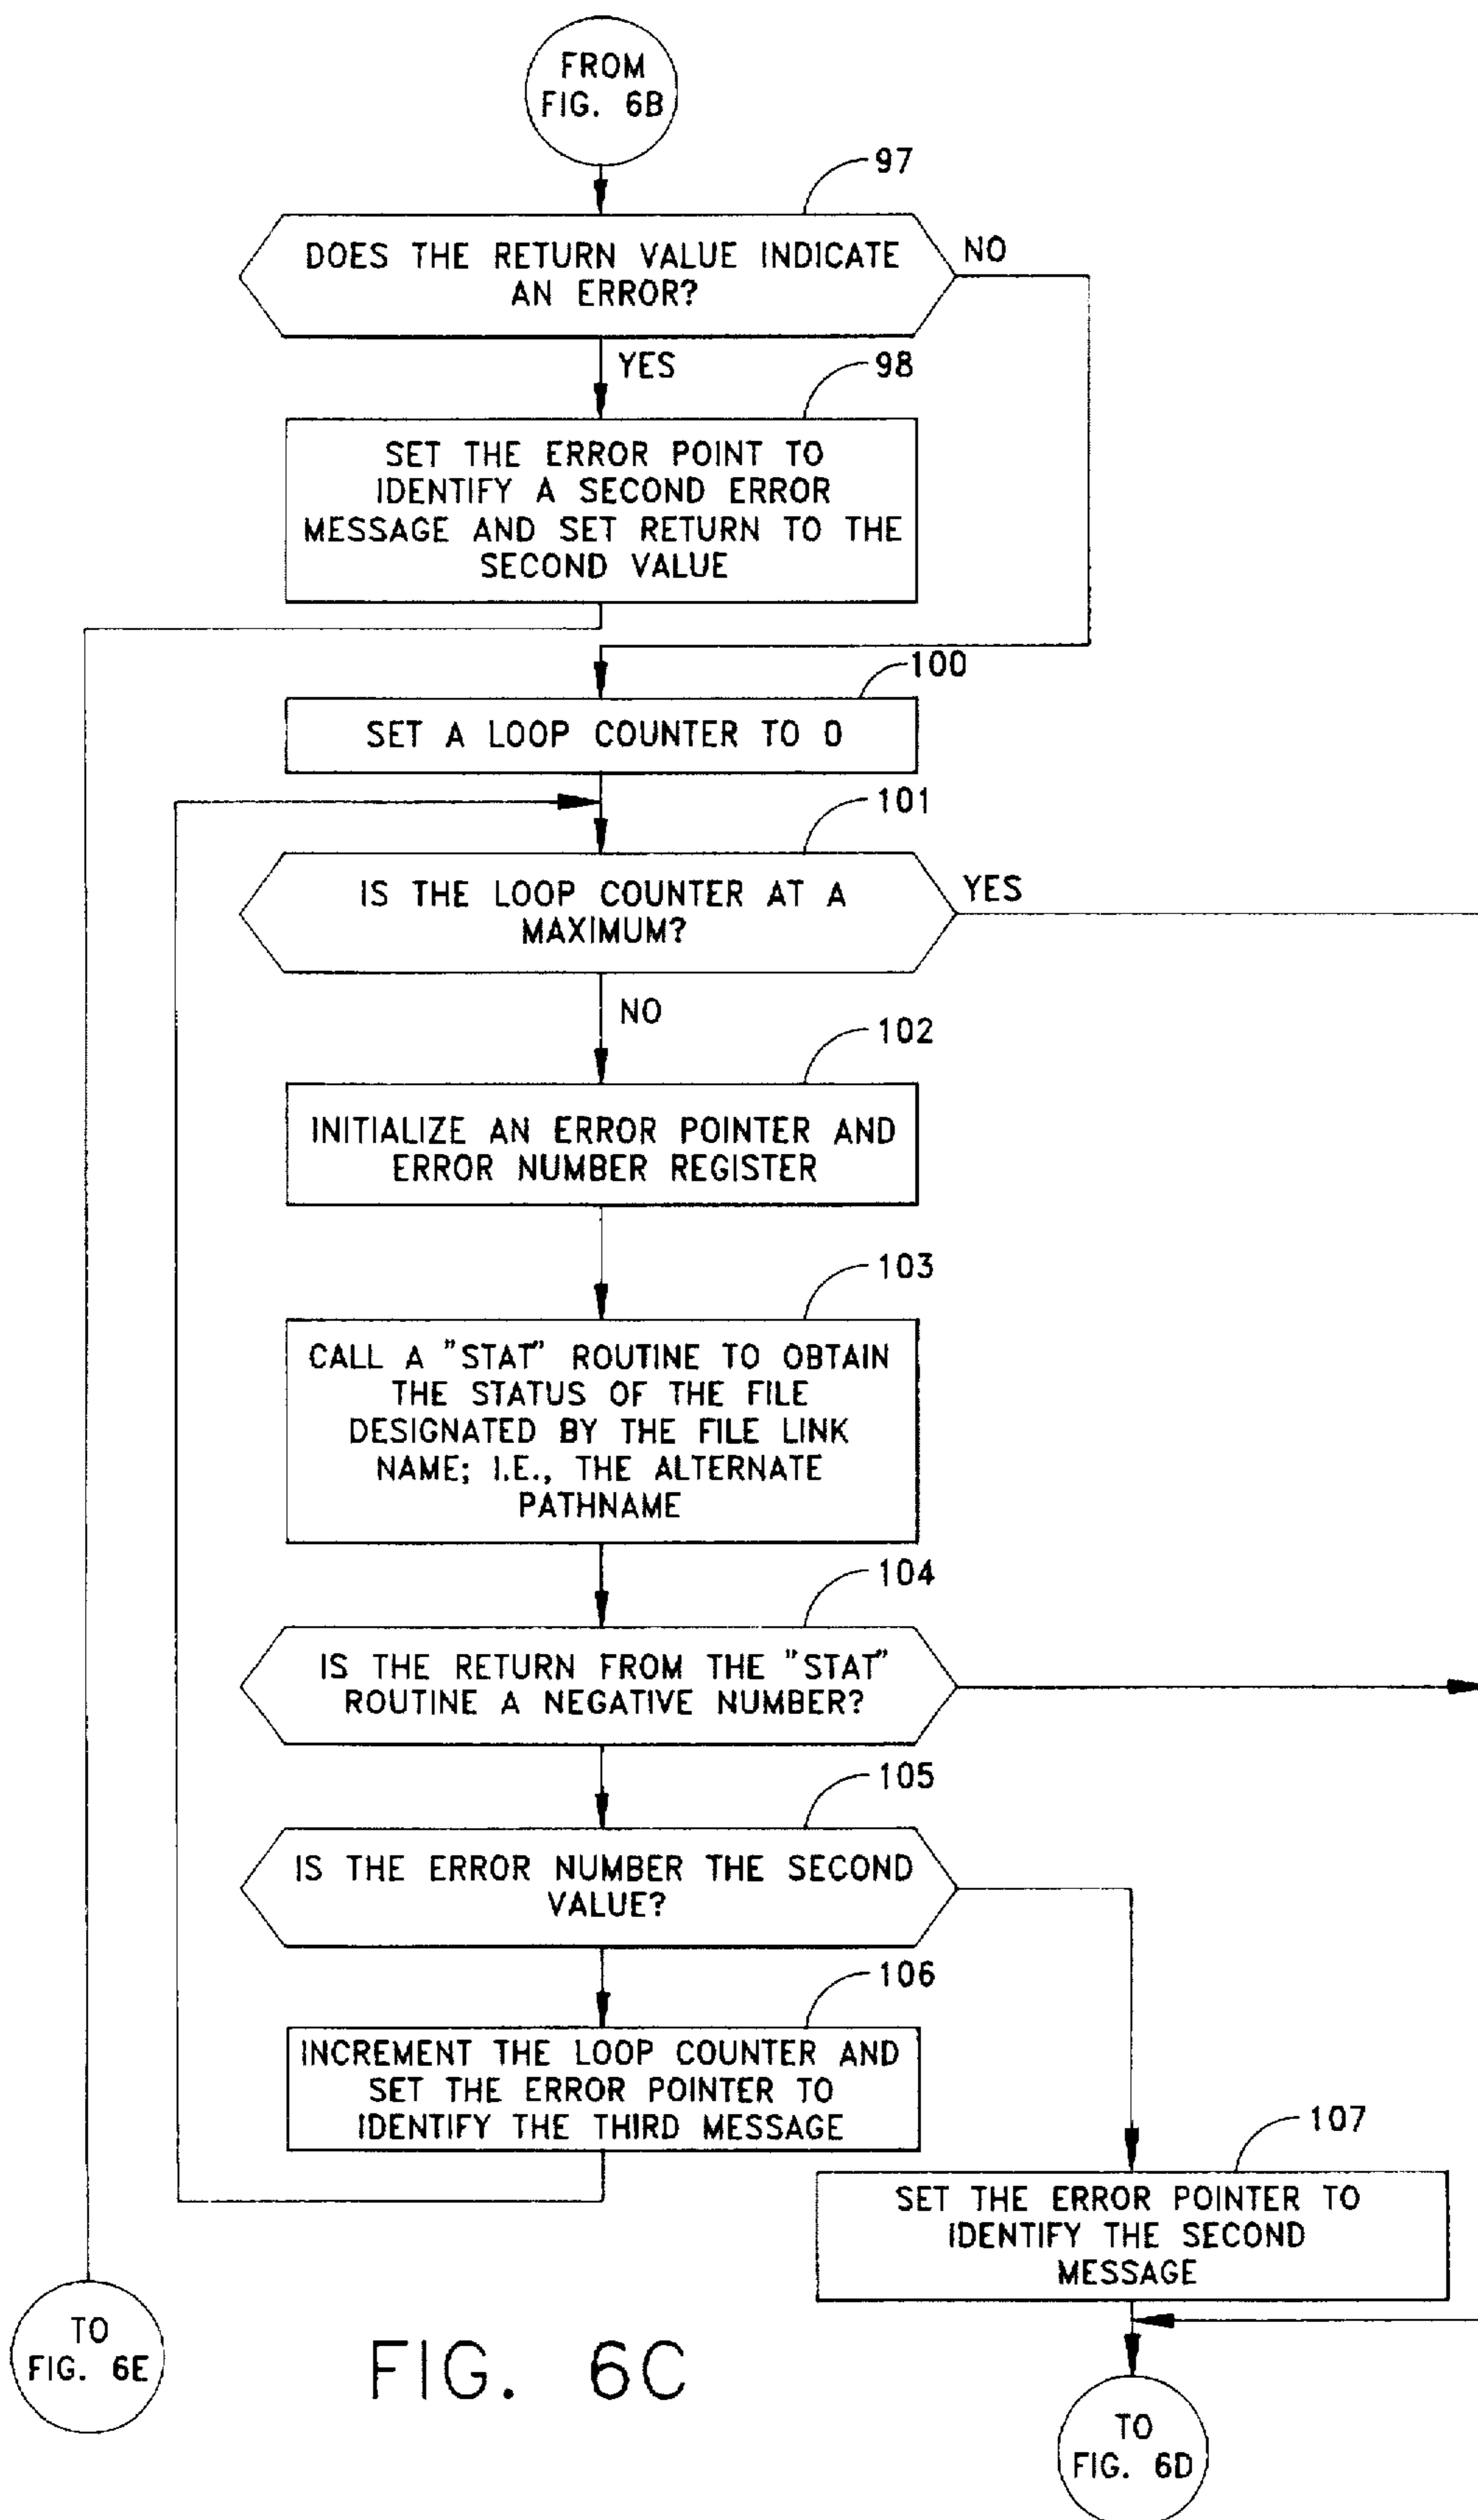 FROM
FIG. 6B
97
DOES THE RETURN VALUE INDICATE
AN ERROR?
NO
YES
98
SET THE ERROR POINT TO
IDENTIFY A SECOND ERROR
MESSAGE AND SET RETURN TO THE
SECOND VALUE
100
SET A LOOP COUNTER TO 0
101
IS THE LOOP COUNTER AT A
MAXIMUM?
YES
NO
102
INITIALIZE AN ERROR POINTER AND
ERROR NUMBER REGISTER
103
CALL A "STAT" ROUTINE TO OBTAIN
THE STATUS OF THE FILE
DESIGNATED BY THE FILE LINK
NAME; I.E., THE ALTERNATE
PATHNAME
104
IS THE RETURN FROM THE "STAT"
ROUTINE A NEGATIVE NUMBER?
105
IS THE ERROR NUMBER THE SECOND
VALUE?
106
INCREMENT THE LOOP COUNTER AND
SET THE ERROR POINTER TO
IDENTIFY THE THIRD MESSAGE
107
SET THE ERROR POINTER TO
IDENTIFY THE SECOND
MESSAGE
TO
FIG. 6E
FIG. 6C
TO
FIG. 6D